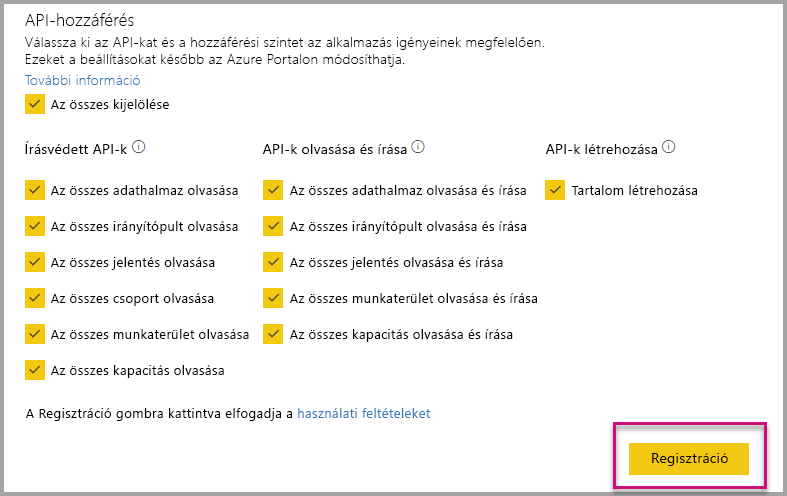 API-hozzáférés
Válassza ki az API-kat és a hozzáférési szintet az alkalmazás igényeinek megfelelően.
Ezeket a beállításokat később az Azure Portalon módosíthatja.
További információ
Az összes kijelölése
Írásvédett API-k
Az összes adathalmaz olvasása
Az összes irányítópult olvasása
Az összes jelentés olvasása
Az összes csoport olvasása
Az összes munkaterület olvasása
Az összes kapacitás olvasása
API-k olvasása és írása
Az összes adathalmaz olvasása és írása
Az összes irányítópult olvasása és írása
Az összes jelentés olvasása és írása
Az összes munkaterület olvasása és írása
Az összes kapacitás olvasása és írása
API-k létrehozása
Tartalom létrehozása
A Regisztráció gombra kattintva elfogadja a használati feltételeket
Regisztráció